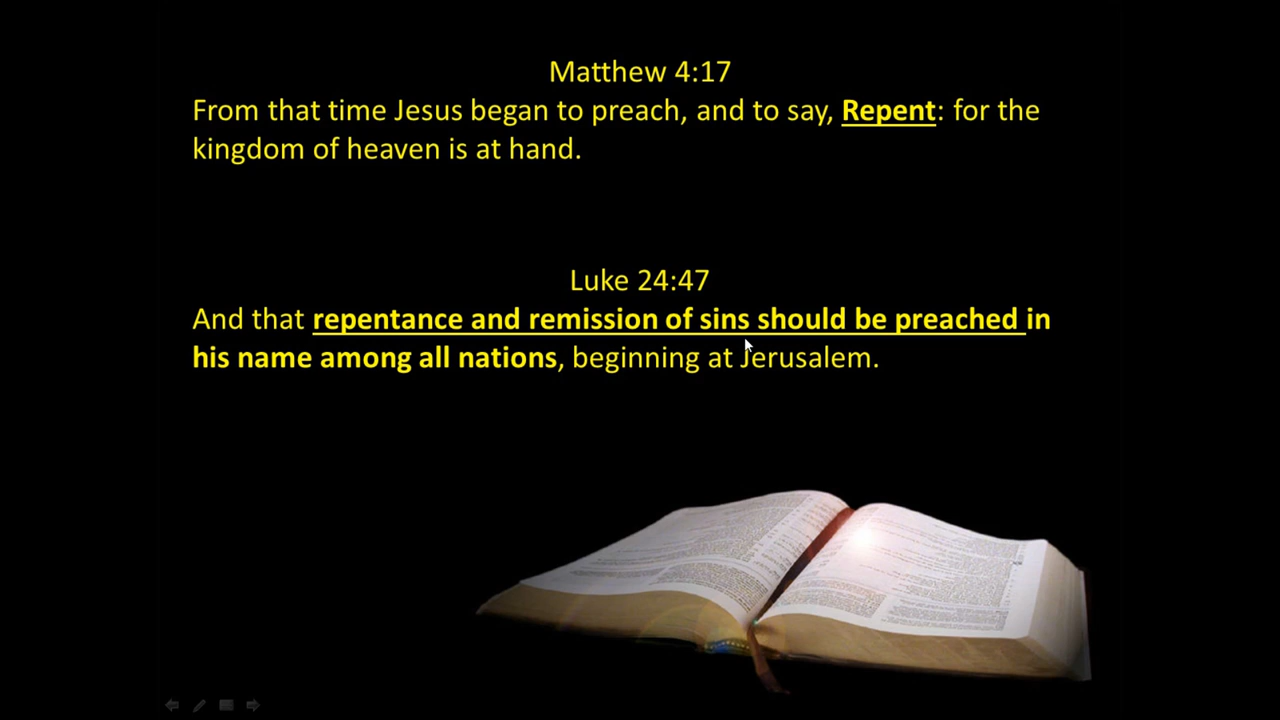 Matthew 4:17
From that time Jesus began to preach, and to say, Repent: for the
kingdom of heaven is at hand.
Luke 24:47
And that repentance and remission of sins should be preached in
his name among all nations, beginning at Jerusalem.